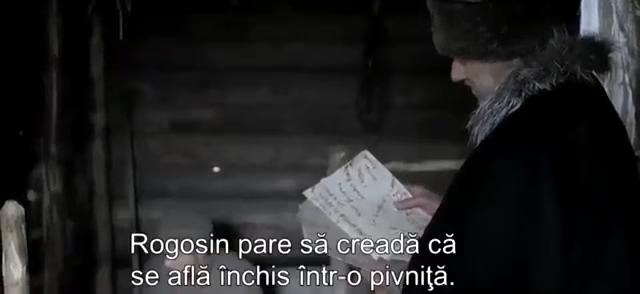 Rogosin pare să creadă că
se află închis într-o pivniţă.